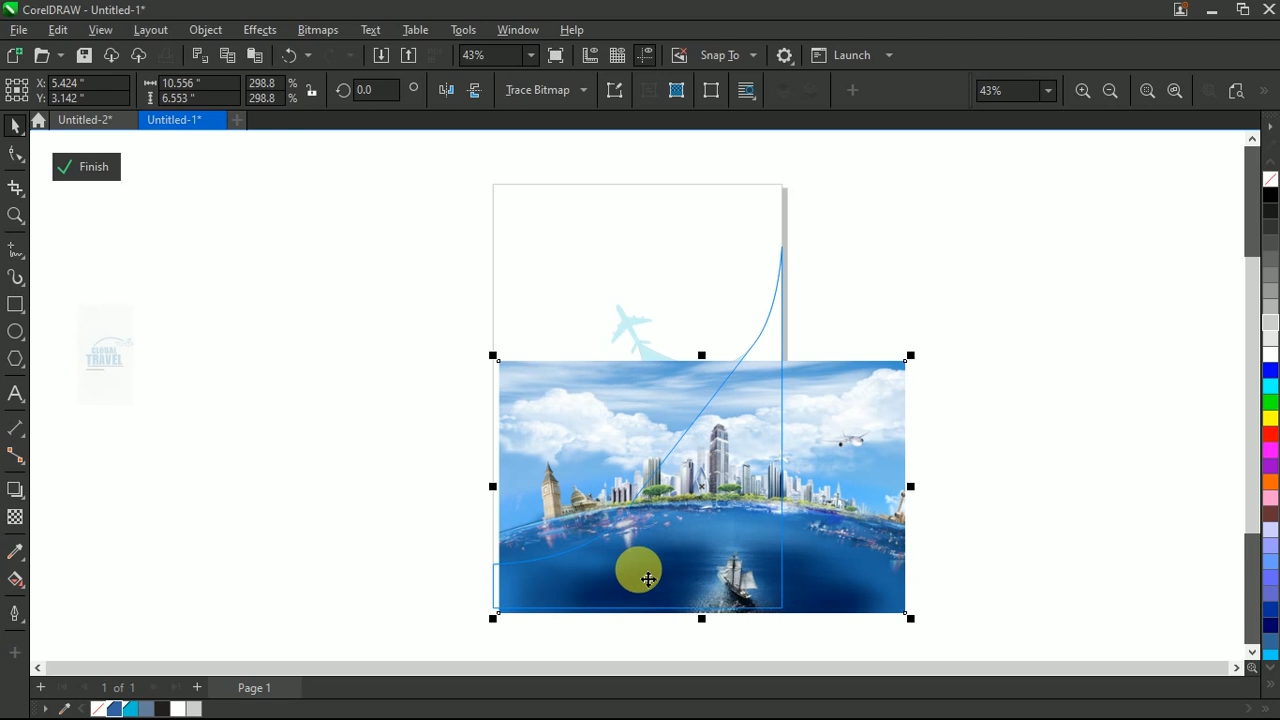 CorelDRAW - Untitled-1*
File Edit View Layout Object Effects Bitmaps Text Table Tools Window Help
43% Snap To Launch
X: 5.424 " 10.556 " 298.8 % 0.0 Trace Bitmap 43%
Y: 3.142 " 6.553 " 298.8 %
Untitled-2* Untitled-1*
Finish
GLOBAL
TRAVEL
1 of 1 Page 1